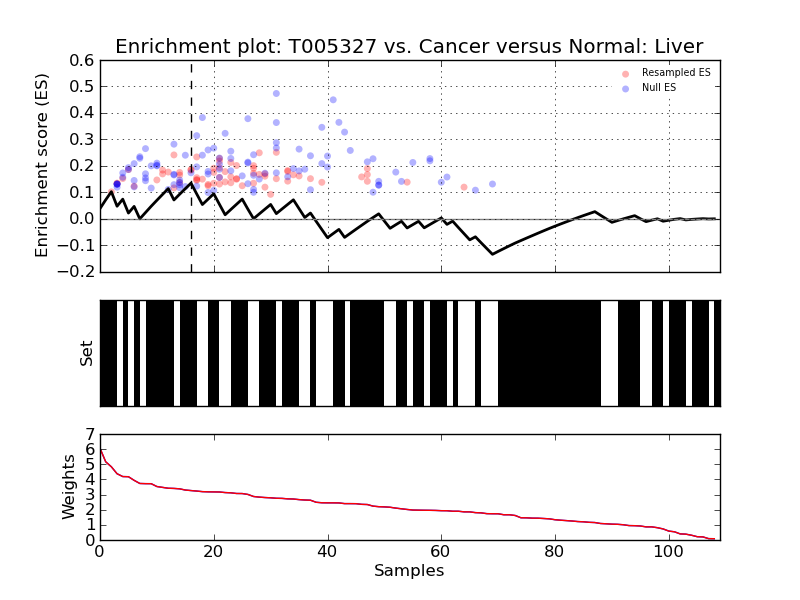 Enrichment plot: T005327 vs. Cancer versus Normal: Liver
Resampled ES
Null ES
Enrichment score (ES)
0.6
0.5
0.4
0.3
0.2
0.1
0.0
−0.1
−0.2
Set
Weights
7
6
5
4
3
2
1
0
0 20 40 60 80 100
Samples